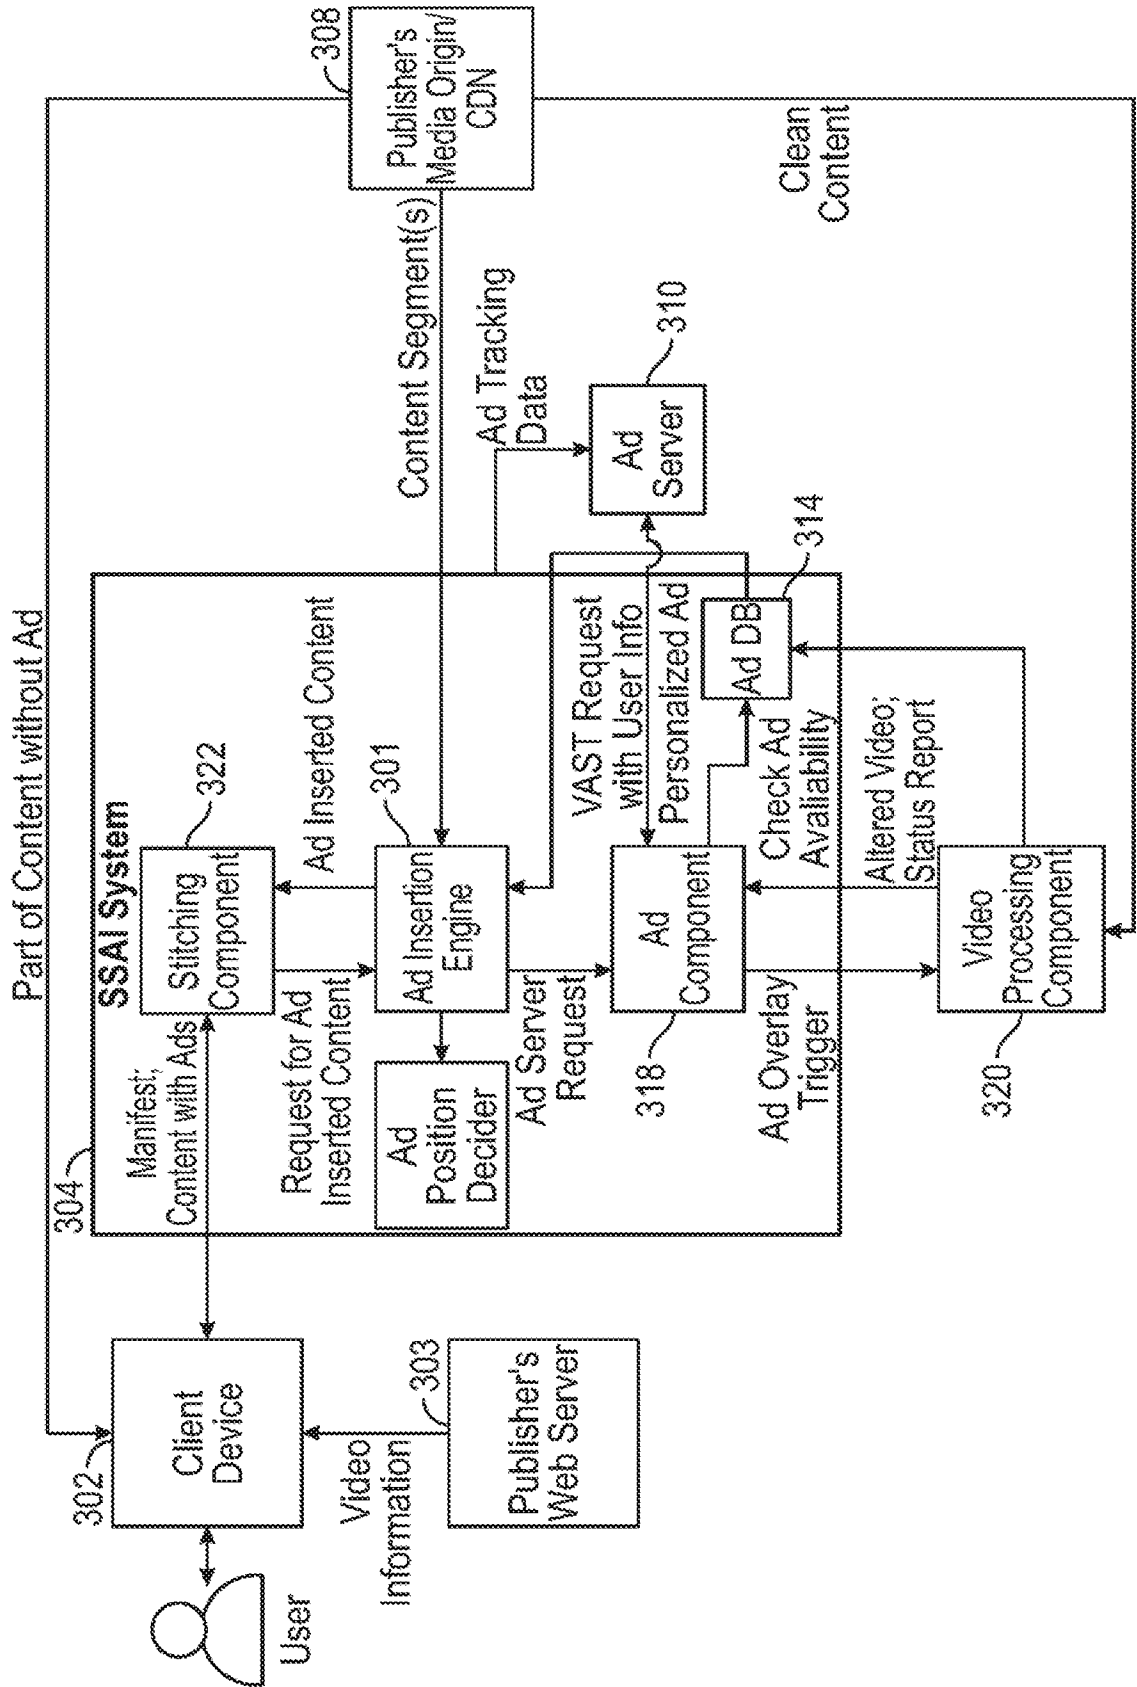 Part of Content without Ad
304
SSAI System
302
Client
Device
User
Video
Information
303
Publisher's
Web Server
Manifest;
Content with Ads
Stitching
Component
322
Request for Ad
Inserted Content
Ad Inserted Content
Ad Insertion
Engine
301
Ad
Position
Decider
Ad Server
Request
Ad
Component
318
VAST Request
with User Info
Personalized Ad
Check Ad
Avaliability
Ad DB
314
Ad Overlay
Trigger
Altered Video;
Status Report
Video
Processing
Component
320
Content Segment(s)
Ad Tracking
Data
Ad
Server
310
308
Publisher's
Media Origin/
CDN
Clean
Content